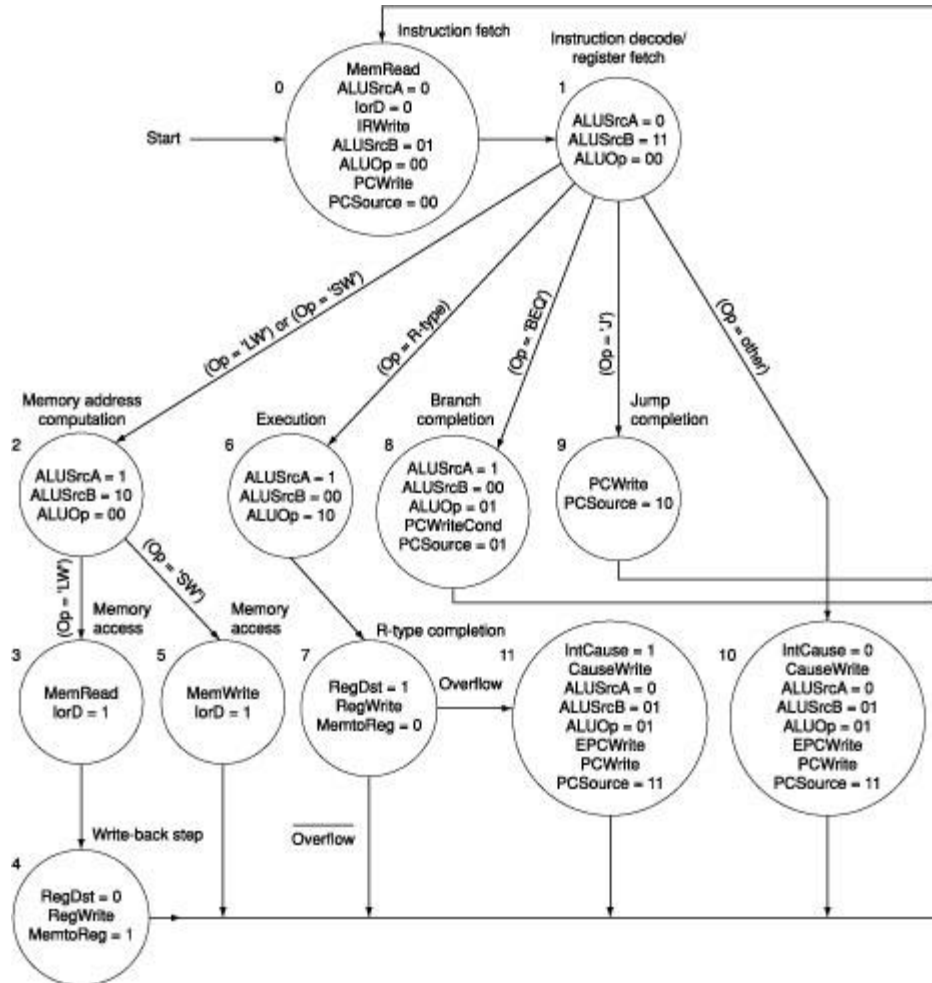 Instruction fetch
Instruction decode/
register fetch
0
MemRead
ALUSrcA = 0
IorD = 0
IRWrite
ALUSrcB = 01
ALUOp = 00
PCWrite
PCSource = 00
1
ALUSrcA = 0
ALUSrcB = 11
ALUOp = 00
Start
(Op = 'LW') or (Op = 'SW')
(Op = R-type)
(Op = 'BEQ')
(Op = 'J')
(Op = other)
Memory address
computation
2
ALUSrcA = 1
ALUSrcB = 10
ALUOp = 00
Execution
6
ALUSrcA = 1
ALUSrcB = 00
ALUOp = 10
Branch
completion
8
ALUSrcA = 1
ALUSrcB = 00
ALUOp = 01
PCWriteCond
PCSource = 01
Jump
completion
9
PCWrite
PCSource = 10
(Op = 'LW')
(Op = 'SW')
Memory
access
3
MemRead
IorD = 1
Memory
access
5
MemWrite
IorD = 1
R-type completion
7
RegDst = 1
RegWrite
MemtoReg = 0
Overflow
Overflow
11
IntCause = 1
CauseWrite
ALUSrcA = 0
ALUSrcB = 01
ALUOp = 01
EPCWrite
PCWrite
PCSource = 11
10
IntCause = 0
CauseWrite
ALUSrcA = 0
ALUSrcB = 01
ALUOp = 01
EPCWrite
PCWrite
PCSource = 11
Write-back step
4
RegDst = 0
RegWrite
MemtoReg = 1